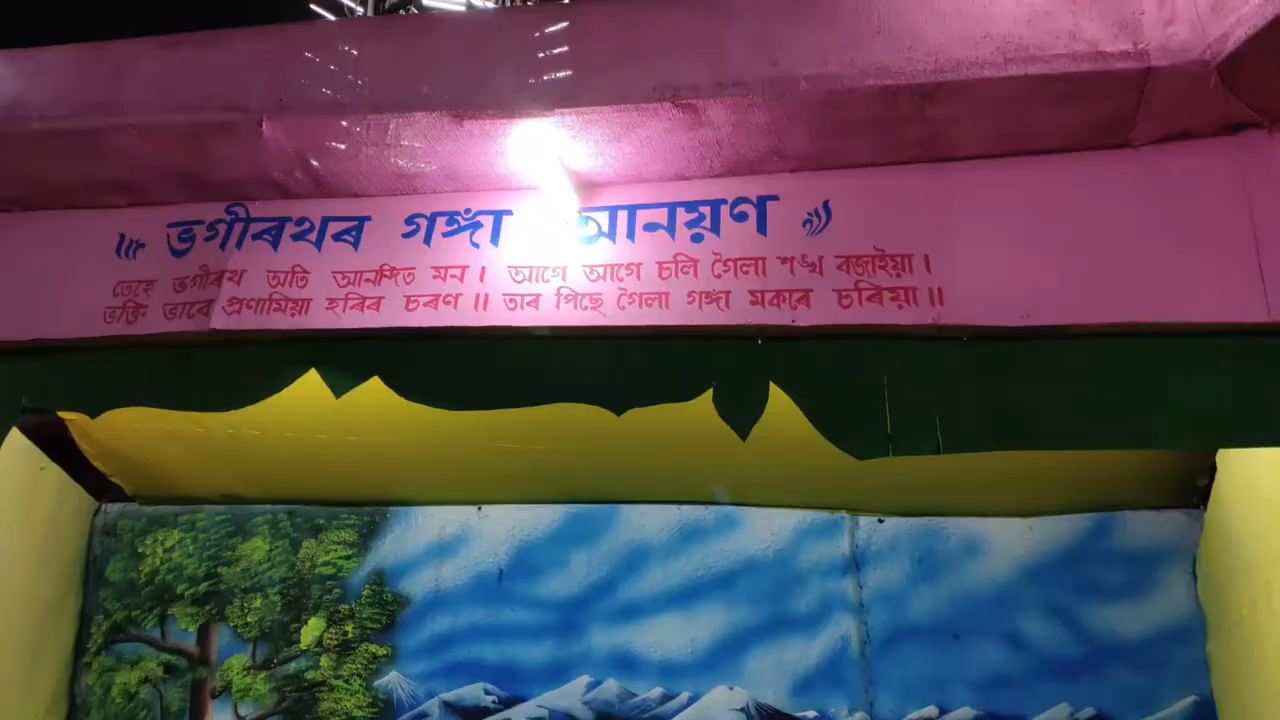 ভগীৰথৰ গঙ্গা আনয়ণ
তেহে ভগীৰথ অতি আনন্দিত মন। আগে আগে চলি গৈলা শঙ্খ বজাইয়া।
ভক্তি ভাবে প্ৰণামিয়া হৰিৰ চৰণ॥ তাৰ পিছে গৈলা গঙ্গা মকৰে চৰিয়া॥